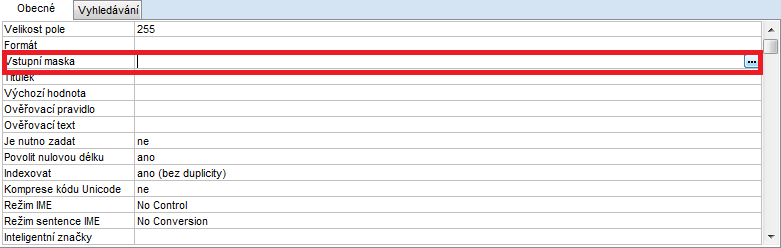 Obecné Vyhledávání
Velikost pole 255
Formát
Vstupní maska ...
Titulek
Výchozí hodnota
Ověřovací pravidlo
Ověřovací text
Je nutno zadat ne
Povolit nulovou délku ano
Indexovat ano (bez duplicity)
Komprese kódu Unicode ne
Režim IME No Control
Režim sentence IME No Conversion
Inteligentní značky